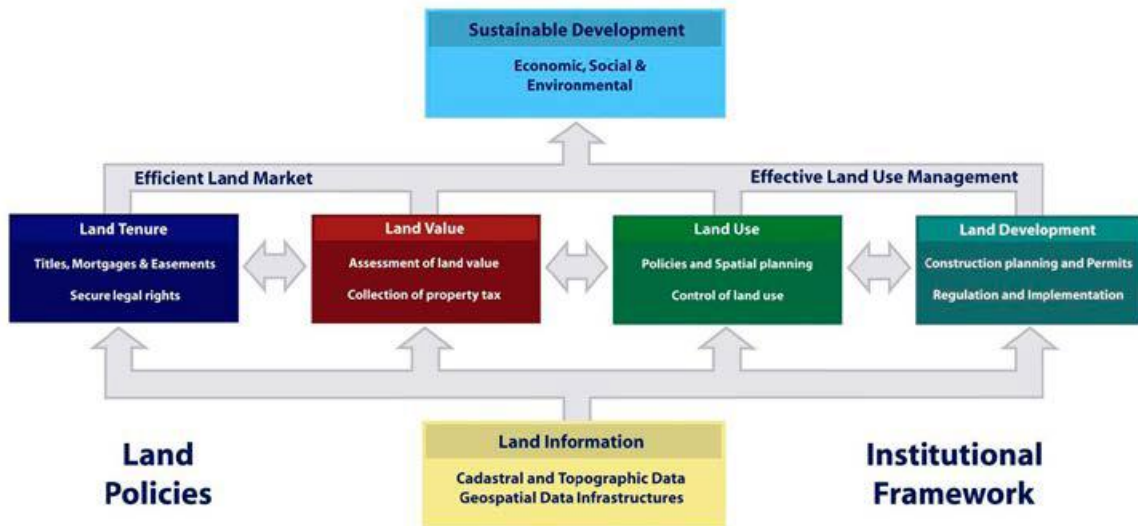 Sustainable Development
Economic, Social &
Environmental
Efficient Land Market
Effective Land Use Management
Land Tenure
Titles, Mortgages & Easements
Secure legal rights
Land Value
Assessment of land value
Collection of property tax
Land Use
Policies and Spatial planning
Control of land use
Land Development
Construction planning and Permits
Regulation and Implementation
Land
Policies
Land Information
Cadastral and Topographic Data
Geospatial Data Infrastructures
Institutional
Framework